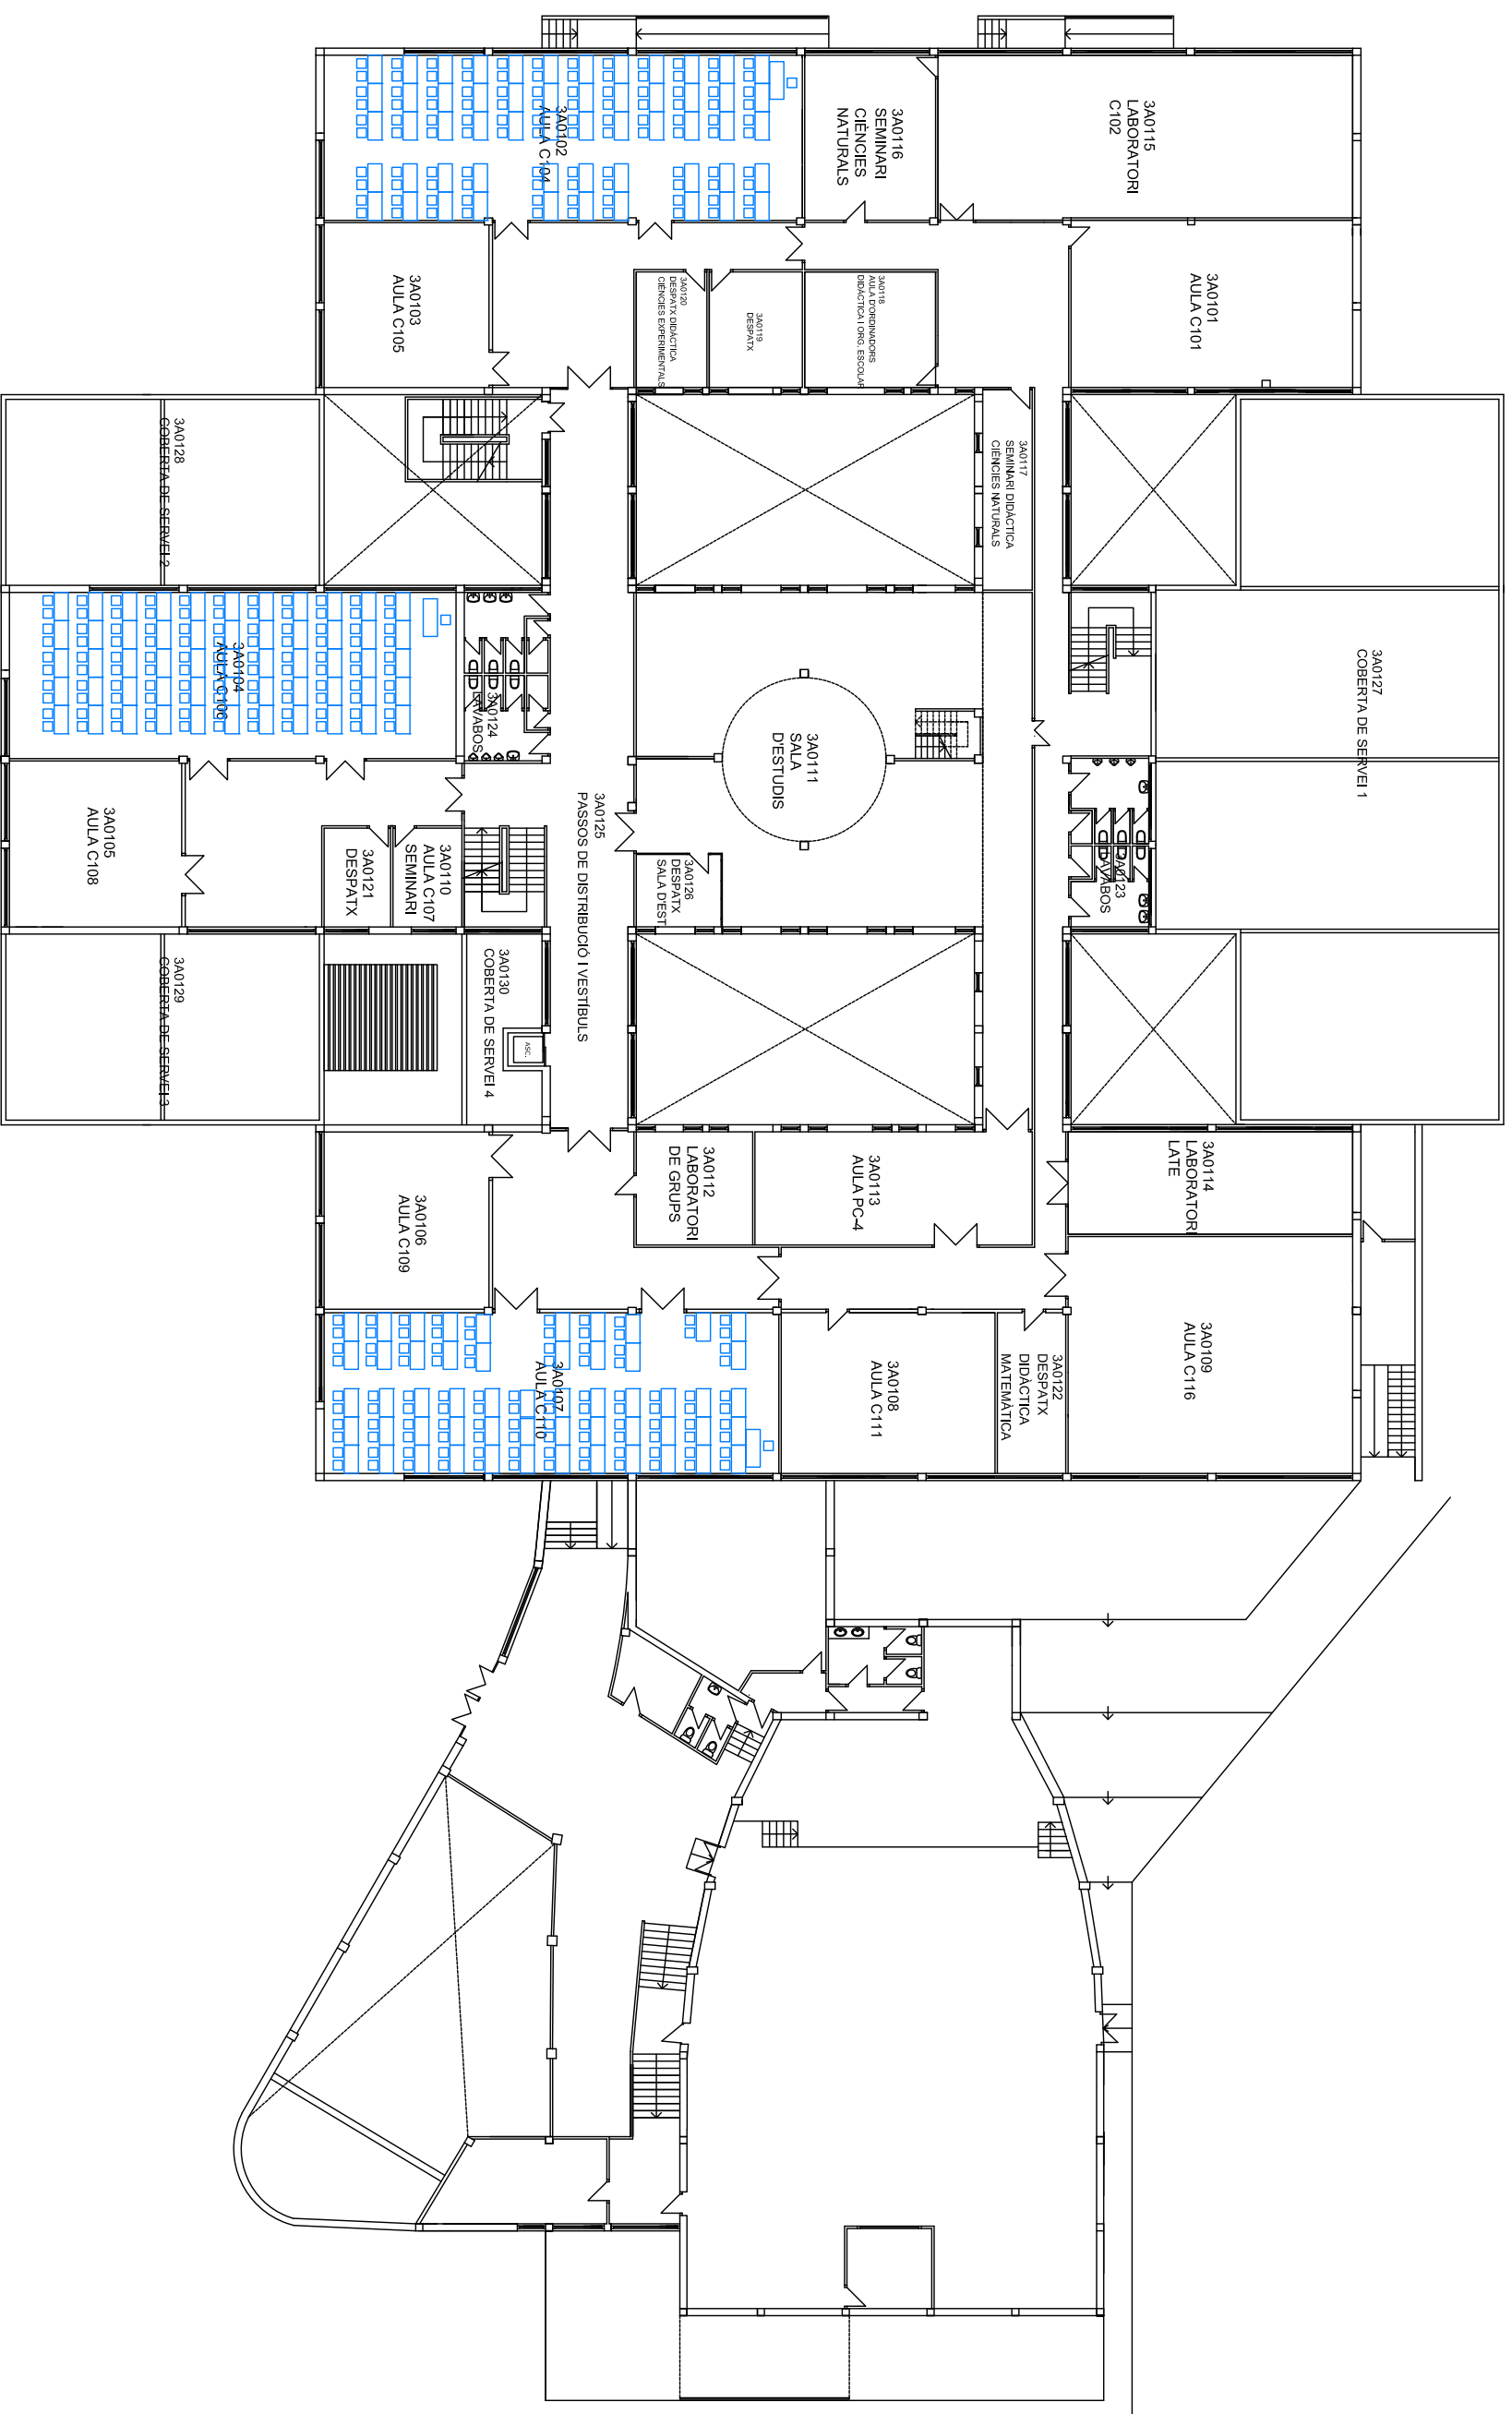 3A0115
LABORATORI
C102
3A0116
SEMINARI
CIÈNCIES
NATURALS
3A0102
AULA C104
3A0101
AULA C101
3A0118
AULA D'ORDINADORS
DIDÀCTICA I ORG. ESCOLAR
3A0119
DESPATX
3A0120
DESPATX DIDÀCTICA
CIÈNCIES EXPERIMENTALS
3A0103
AULA C105
3A0117
SEMINARI DIDÀCTICA
CIÈNCIES NATURALS
3A0128
COBERTA DE SERVEI 2
3A0127
COBERTA DE SERVEI 1
3A0104
AULA C106
3A0124
LAVABOS
3A0111
SALA
D'ESTUDIS
3A0125
PASSOS DE DISTRIBUCIÓ I VESTÍBULS
3A0123
LAVABOS
3A0126
DESPATX
SALA D'EST
3A0110
AULA C107
SEMINARI
3A0121
DESPATX
3A0105
AULA C108
3A0130
COBERTA DE SERVEI 4
ASC.
3A0129
COBERTA DE SERVEI 3
3A0114
LABORATORI
LATE
3A0113
AULA PC-4
3A0112
LABORATORI
DE GRUPS
3A0106
AULA C109
3A0109
AULA C116
3A0122
DESPATX
DIDÀCTICA
MATEMÀTICA
3A0108
AULA C111
3A0107
AULA C110